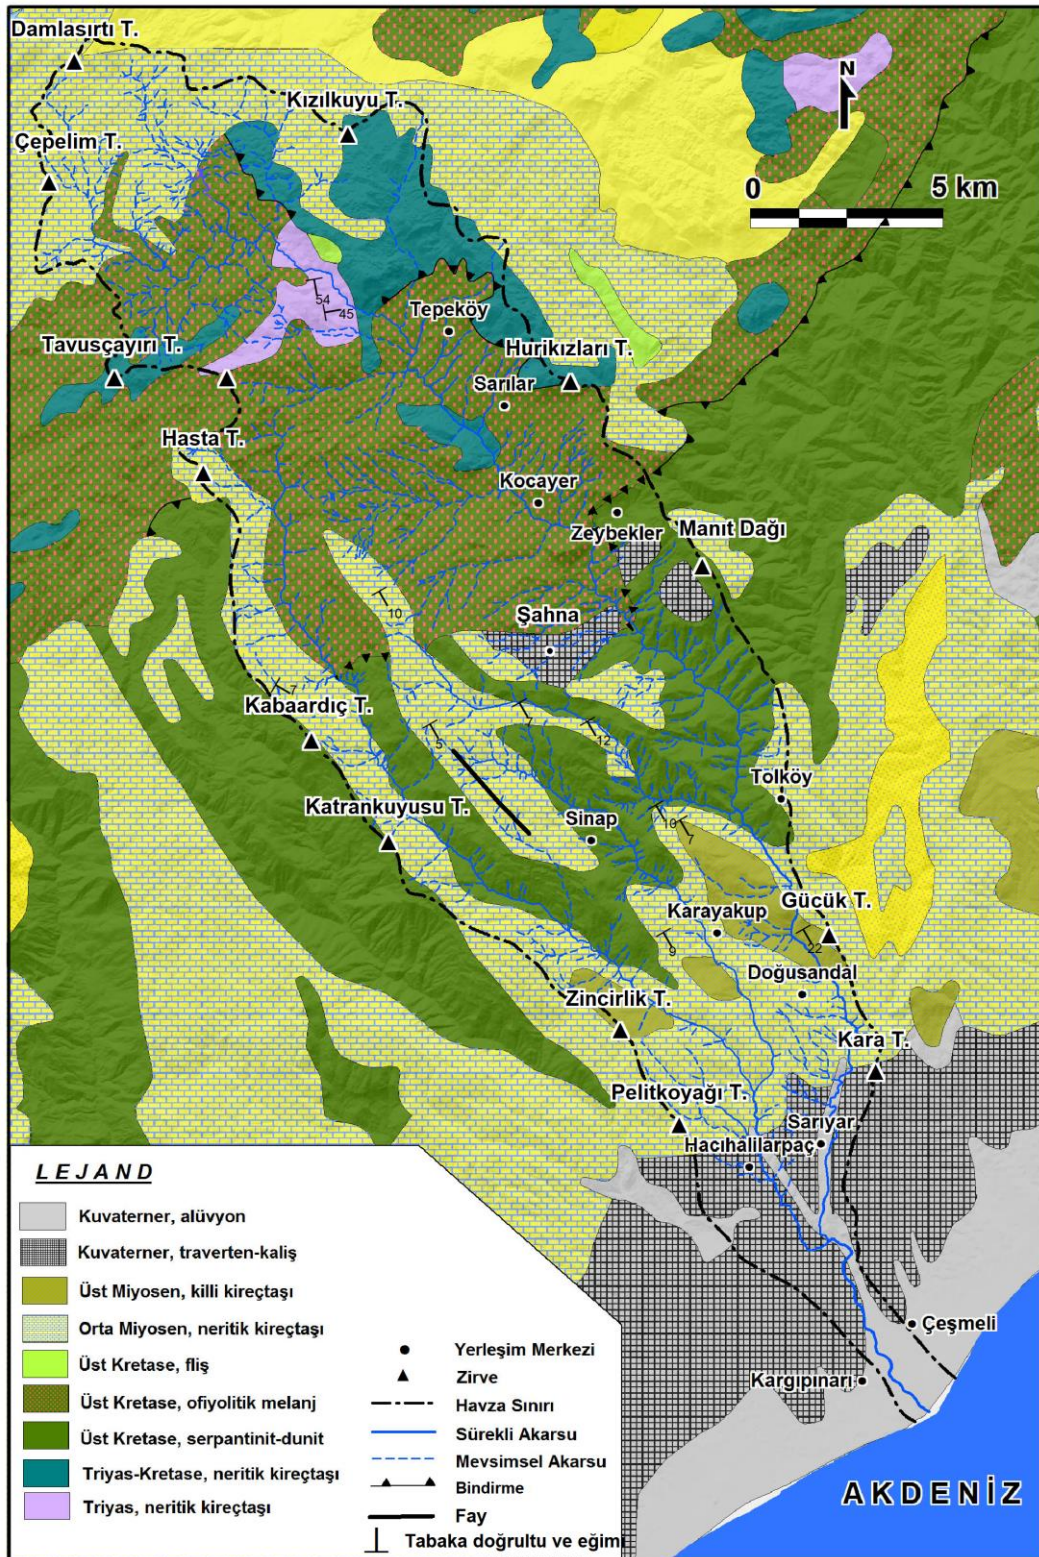 Damlasırtı T.
Kızılkuyu T.
N
Çepelim T.
0 5 km
54
45
Tepeköy
Tavusçayırı T.
Hurikızları T.
Sarılar
Hasta T.
Kocayer
Zeybekler
Manıt Dağı
10
Şahna
7
Kabaardıç T.
7
12
5
Tolköy
Katrankuyusu T.
Sinap
10
7
Gücük T.
Karayakup
22
9
Doğusandal
Zincirlik T.
Kara T.
Pelitkoyağı T.
Sarıyar
Hacıhalilarpaç
Çeşmeli
Kargıpınarı
AKDENİZ
LEJAND
Kuvaterner, alüvyon
Kuvaterner, traverten-kaliş
Üst Miyosen, killi kireçtaşı
Orta Miyosen, neritik kireçtaşı
Üst Kretase, fliş
Üst Kretase, ofiyolitik melanj
Üst Kretase, serpantinit-dunit
Triyas-Kretase, neritik kireçtaşı
Triyas, neritik kireçtaşı
Yerleşim Merkezi
Zirve
Havza Sınırı
Sürekli Akarsu
Mevsimsel Akarsu
Bindirme
Fay
Tabaka doğrultu ve eğimi